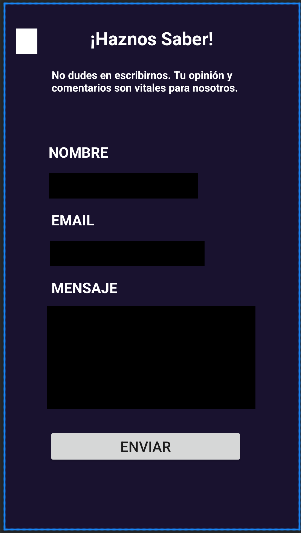 ¡Haznos Saber!
No dudes en escribirnos. Tu opinión y
comentarios son vitales para nosotros.
NOMBRE
EMAIL
MENSAJE
ENVIAR